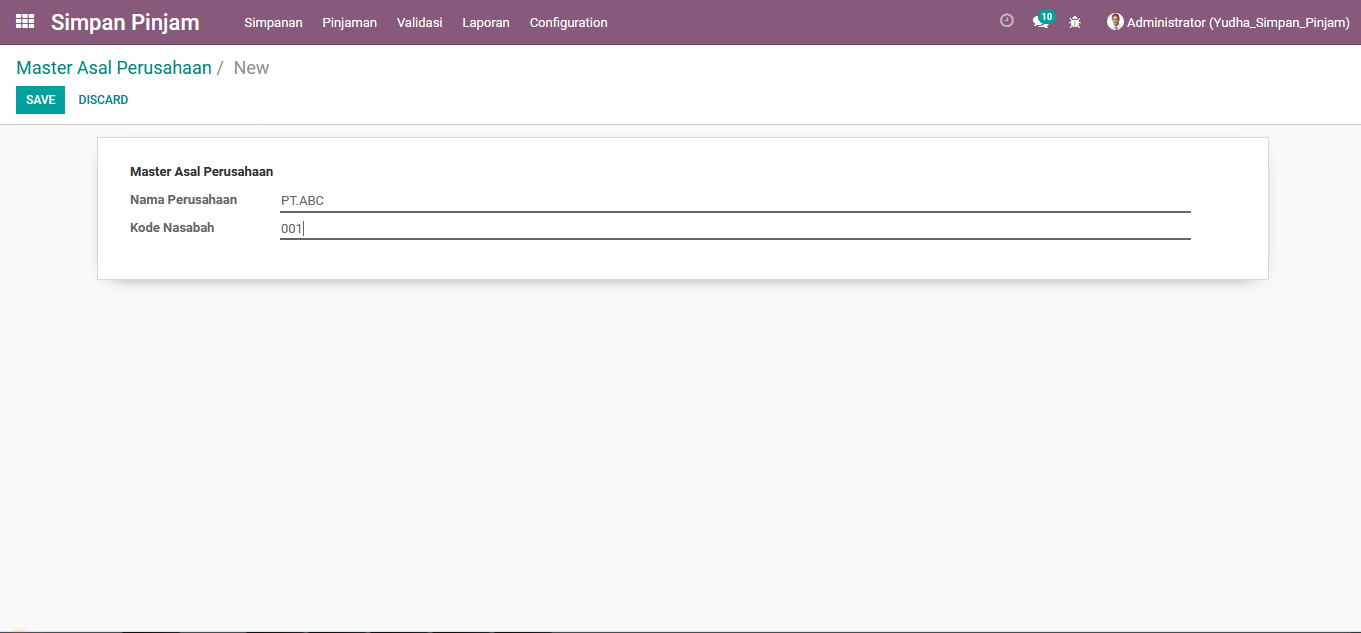 Simpan Pinjam Simpanan Pinjaman Validasi Laporan Configuration 10 Administrator (Yudha_Simpan_Pinjam)
Master Asal Perusahaan / New
SAVE DISCARD
Master Asal Perusahaan
Nama Perusahaan PT.ABC
Kode Nasabah 001